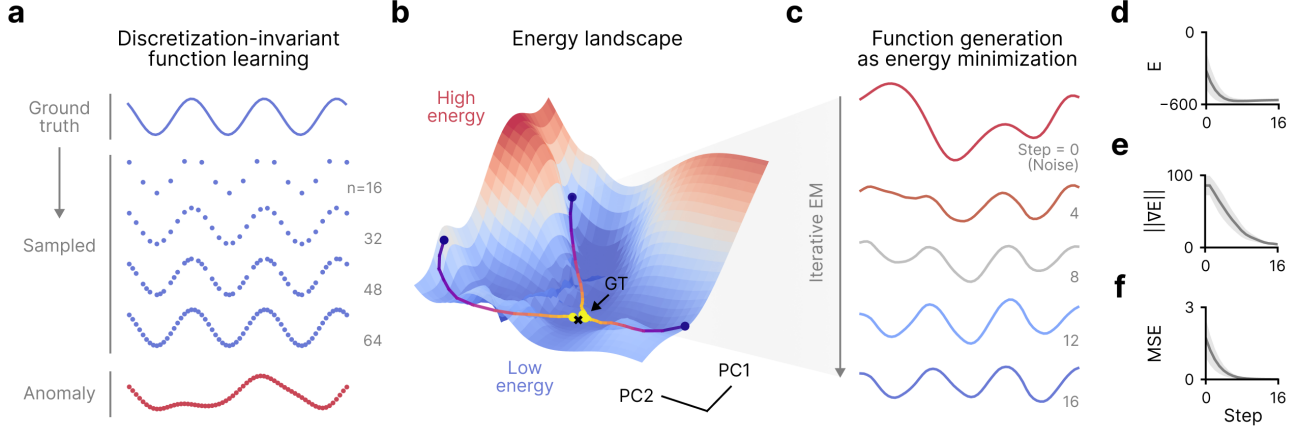 a
Discretization-invariant
function learning
Ground
truth
Sampled
n=16
32
48
64
Anomaly
b
Energy landscape
High
energy
GT
Low
energy
PC1
PC2
c
Function generation
as energy minimization
Iterative EM
Step = 0
(Noise)
4
8
12
16
d
E
0
−600
0
16
e
||∇E||
100
0
0
16
f
MSE
3
0
0
16
Step